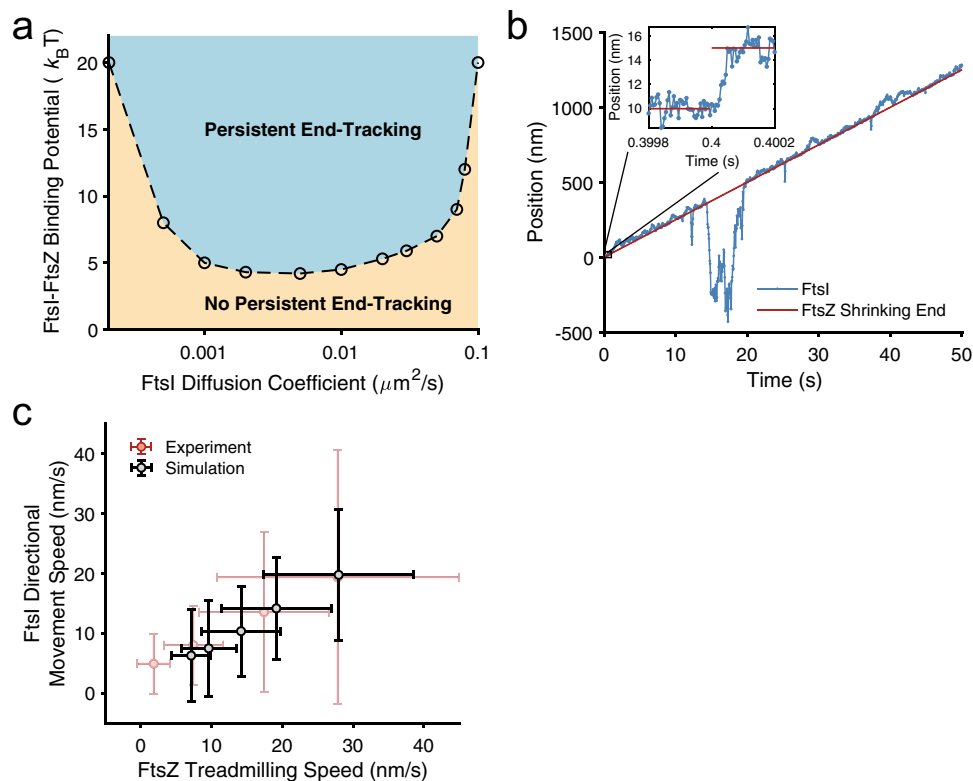 a
FtsI-FtsZ Binding Potential ( k_BT)
20
15
10
5
0
Persistent End-Tracking
No Persistent End-Tracking
0.001
0.01
0.1
FtsI Diffusion Coefficient (μm²/s)
b
Position (nm)
1500
1000
500
0
-500
Position (nm)
16
14
12
10
0.3998
0.4
0.4002
Time (s)
FtsI
FtsZ Shrinking End
0
10
20
30
40
50
Time (s)
c
FtsI Directional
Movement Speed (nm/s)
40
30
20
10
0
Experiment
Simulation
0
10
20
30
40
FtsZ Treadmilling Speed (nm/s)